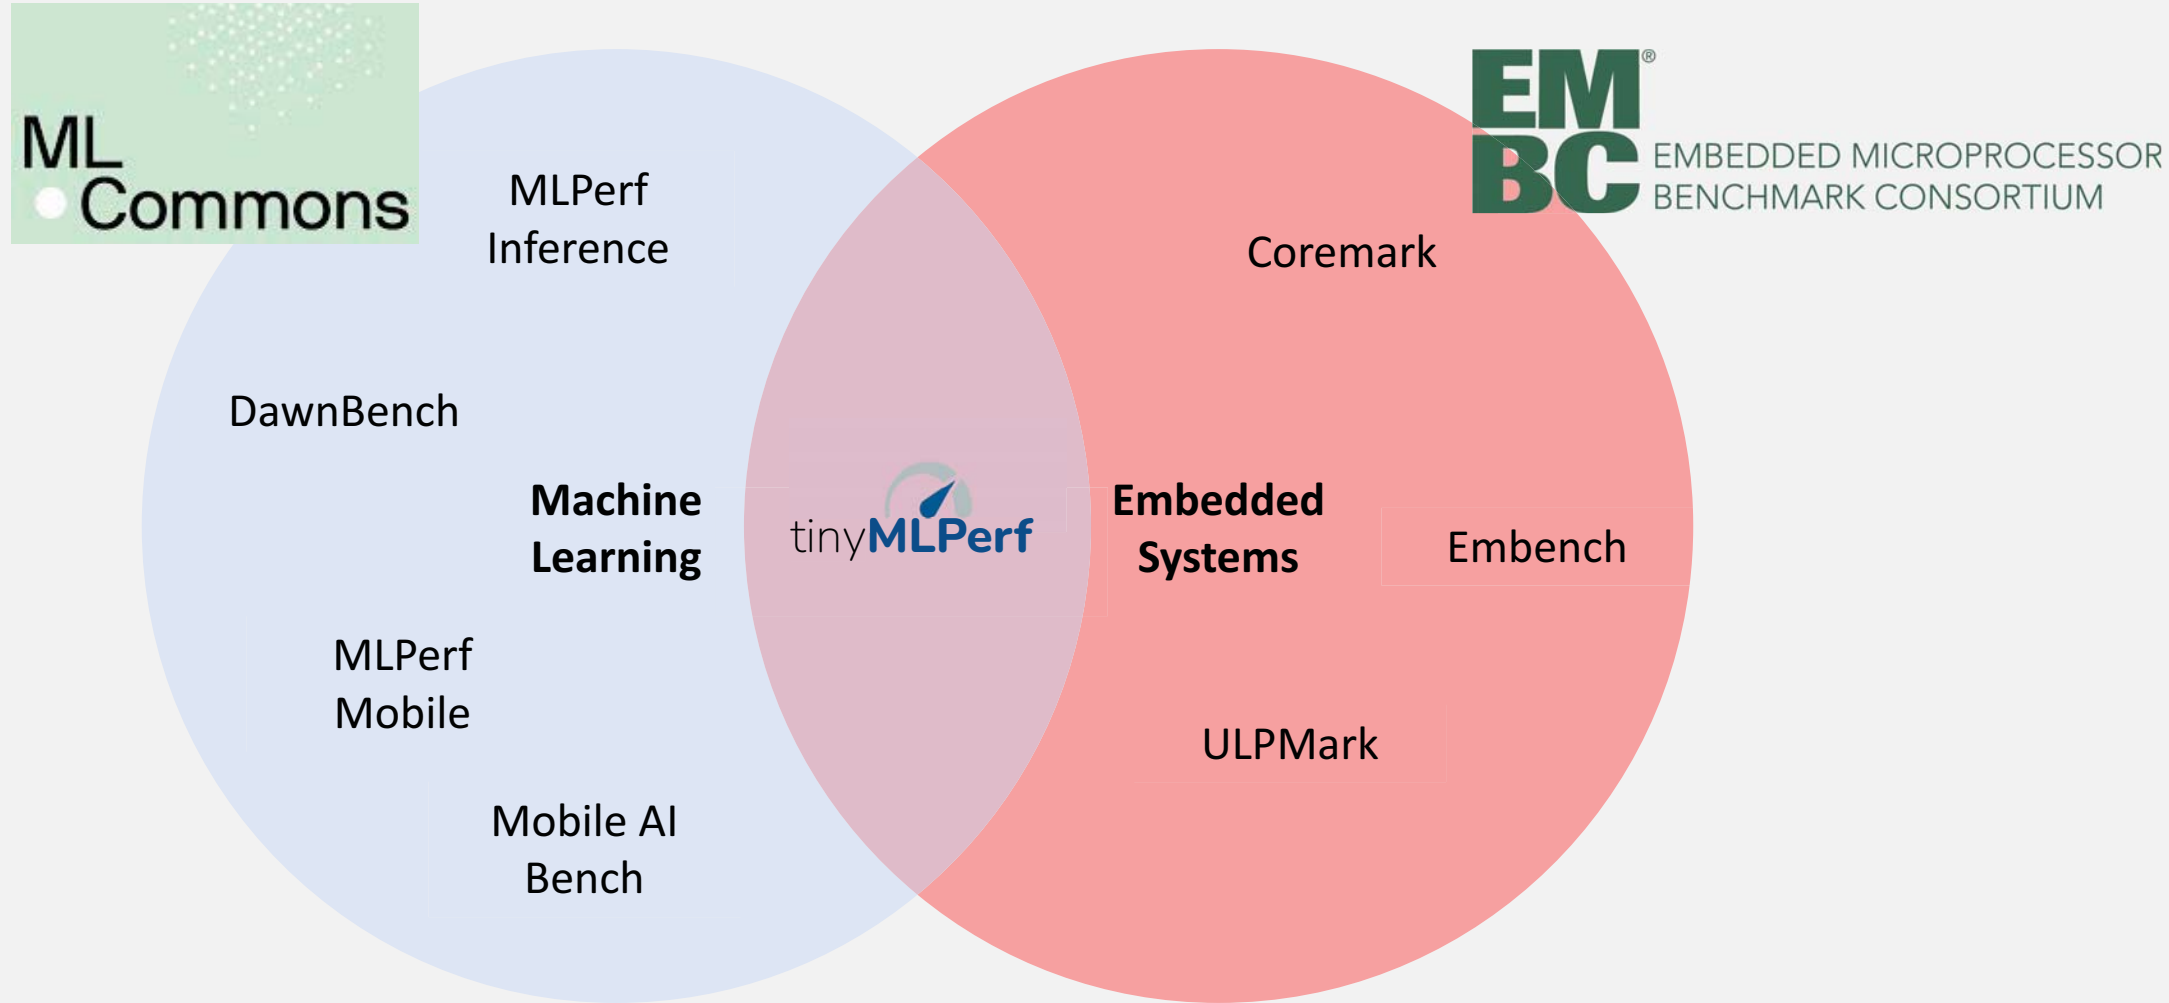 ML
Commons
EM
BC
®
EMBEDDED MICROPROCESSOR
BENCHMARK CONSORTIUM
MLPerf
Inference
Coremark
DawnBench
Machine
Learning
tinyMLPerf
Embedded
Systems
Embench
MLPerf
Mobile
ULPMark
Mobile AI
Bench